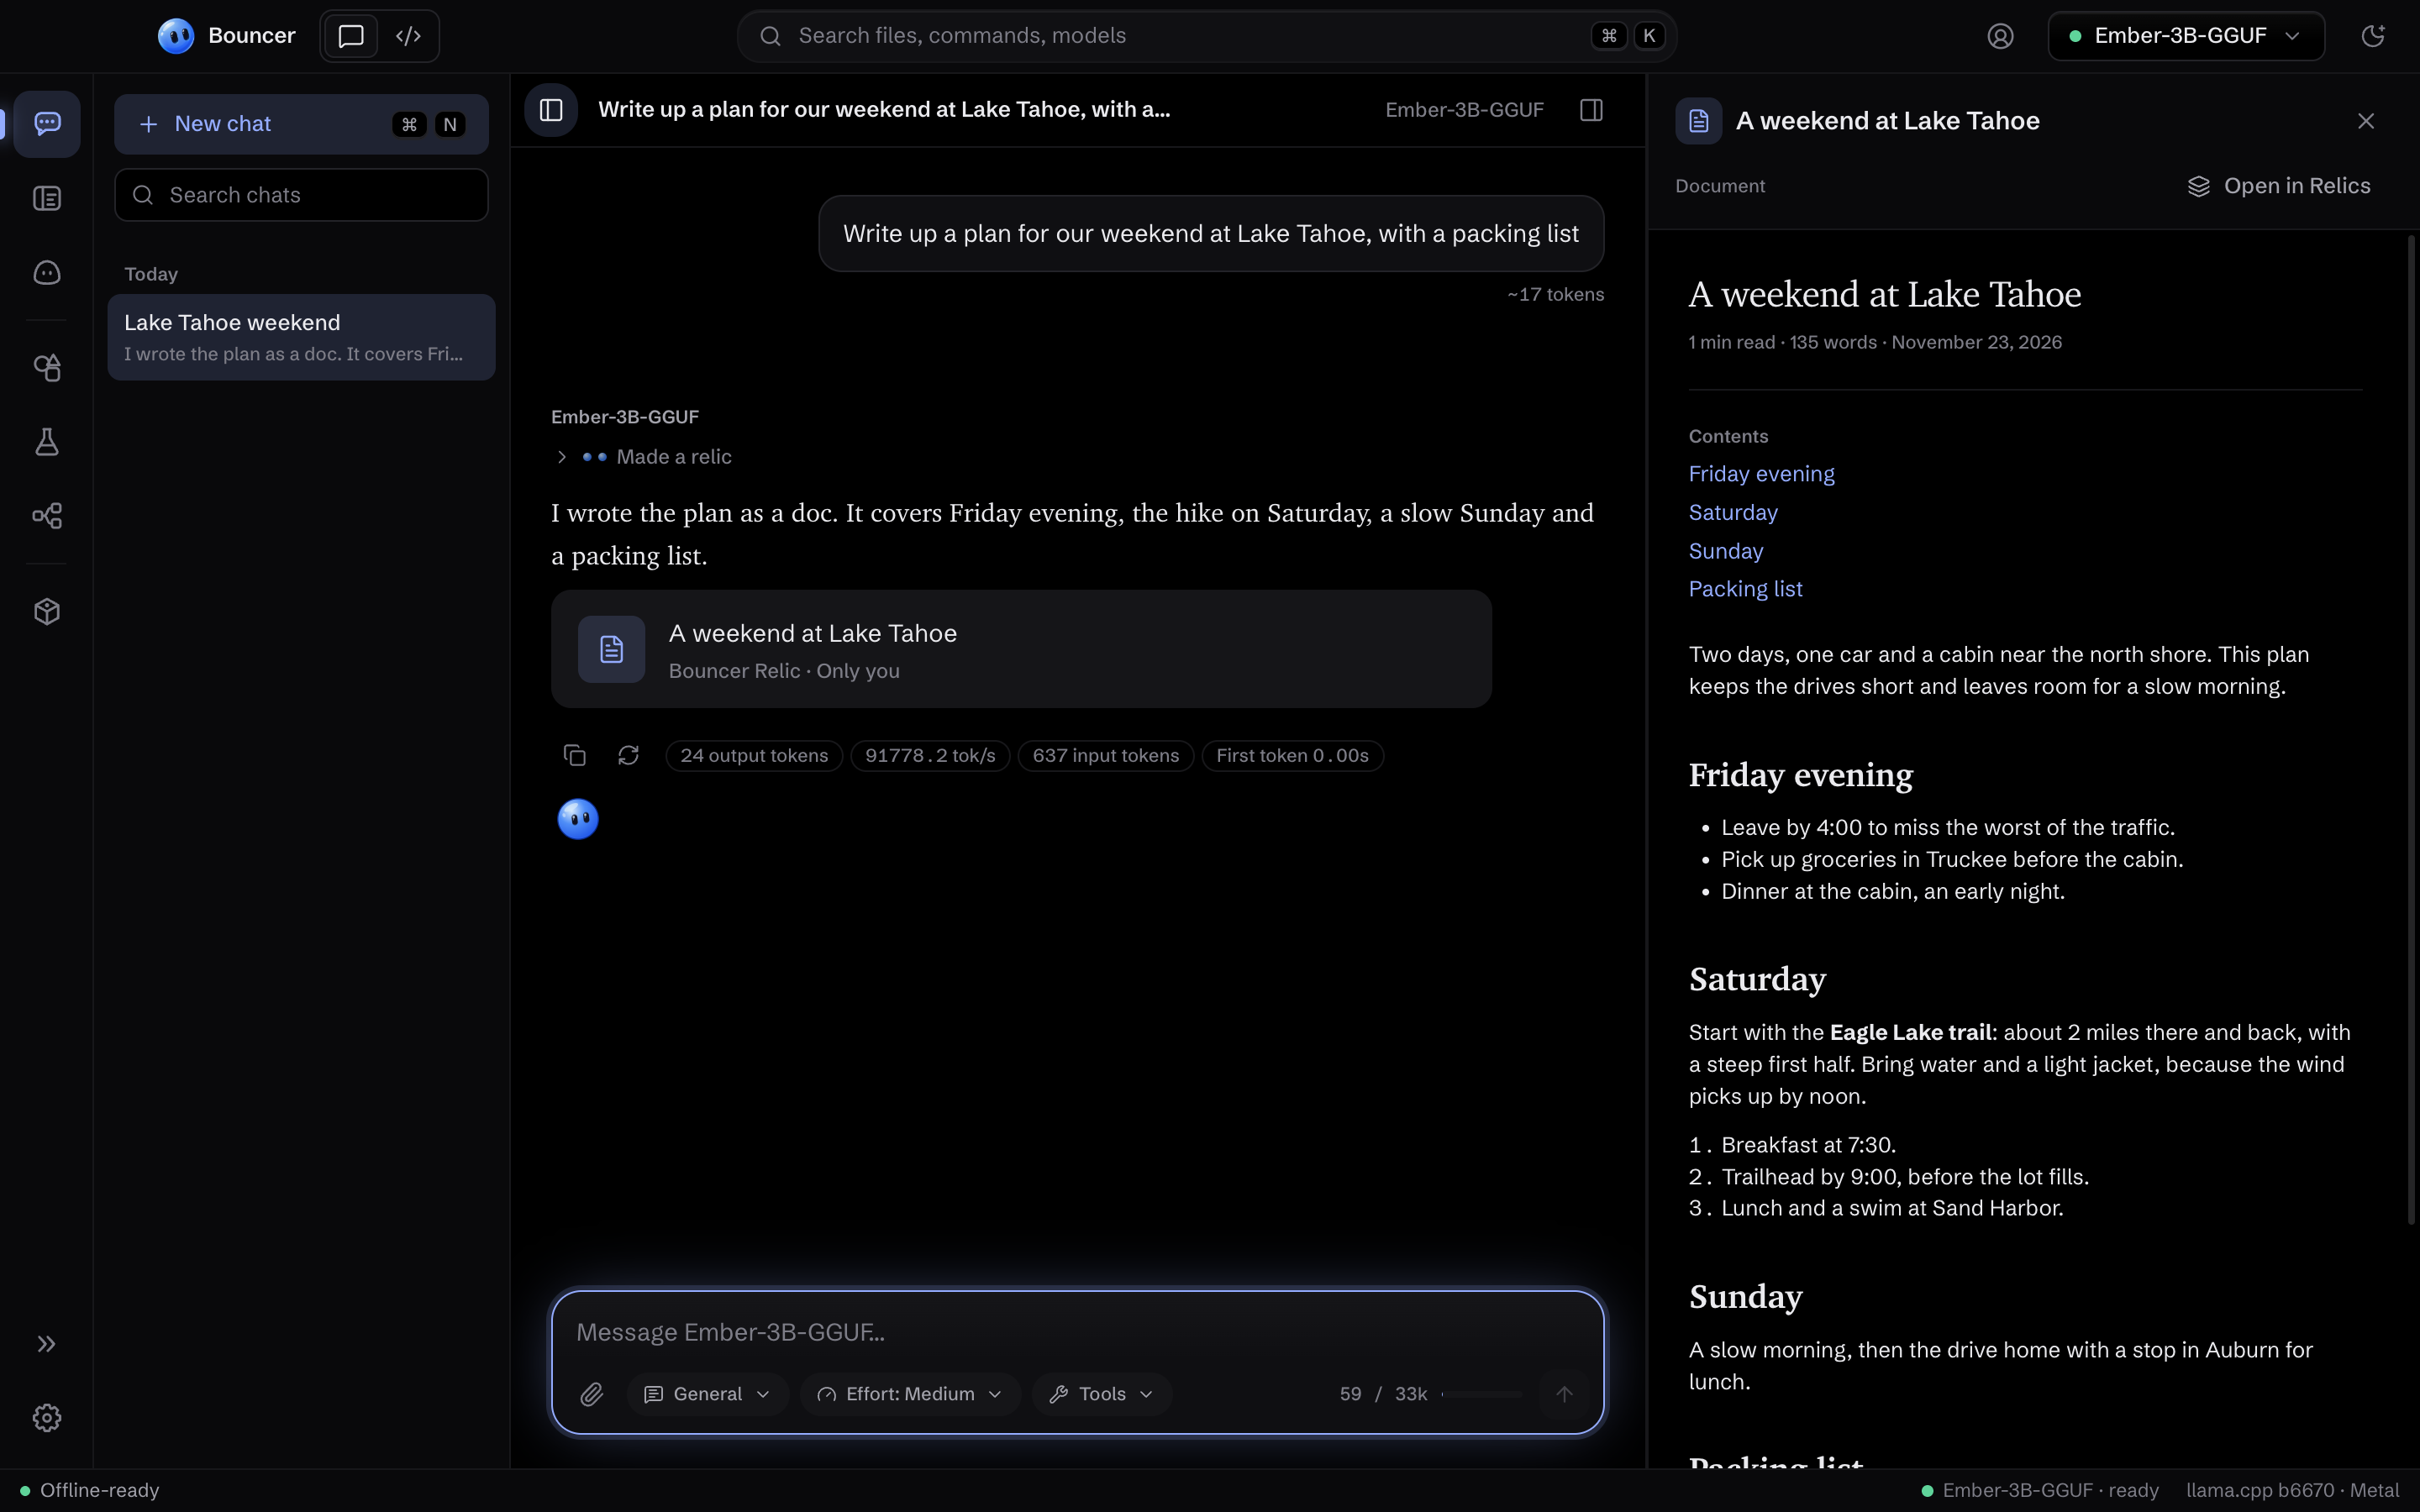 Bouncer
Search files, commands, models
⌘ K
Ember-3B-GGUF
New chat
⌘ N
Search chats
Today
Lake Tahoe weekend
I wrote the plan as a doc. It covers Fri...
Write up a plan for our weekend at Lake Tahoe, with a...
Ember-3B-GGUF
Write up a plan for our weekend at Lake Tahoe, with a packing list
~17 tokens
Ember-3B-GGUF
Made a relic
I wrote the plan as a doc. It covers Friday evening, the hike on Saturday, a slow Sunday and
a packing list.
A weekend at Lake Tahoe
Bouncer Relic · Only you
24 output tokens
91778.2 tok/s
637 input tokens
First token 0.00s
Message Ember-3B-GGUF...
General
Effort: Medium
Tools
59 / 33k
A weekend at Lake Tahoe
Document
Open in Relics
A weekend at Lake Tahoe
1 min read · 135 words · November 23, 2026
Contents
Friday evening
Saturday
Sunday
Packing list
Two days, one car and a cabin near the north shore. This plan
keeps the drives short and leaves room for a slow morning.
Friday evening
• Leave by 4:00 to miss the worst of the traffic.
• Pick up groceries in Truckee before the cabin.
• Dinner at the cabin, an early night.
Saturday
Start with the Eagle Lake trail: about 2 miles there and back, with
a steep first half. Bring water and a light jacket, because the wind
picks up by noon.
1. Breakfast at 7:30.
2. Trailhead by 9:00, before the lot fills.
3. Lunch and a swim at Sand Harbor.
Sunday
A slow morning, then the drive home with a stop in Auburn for
lunch.
Packing list
Offline-ready
Ember-3B-GGUF · ready
llama.cpp b6670 · Metal